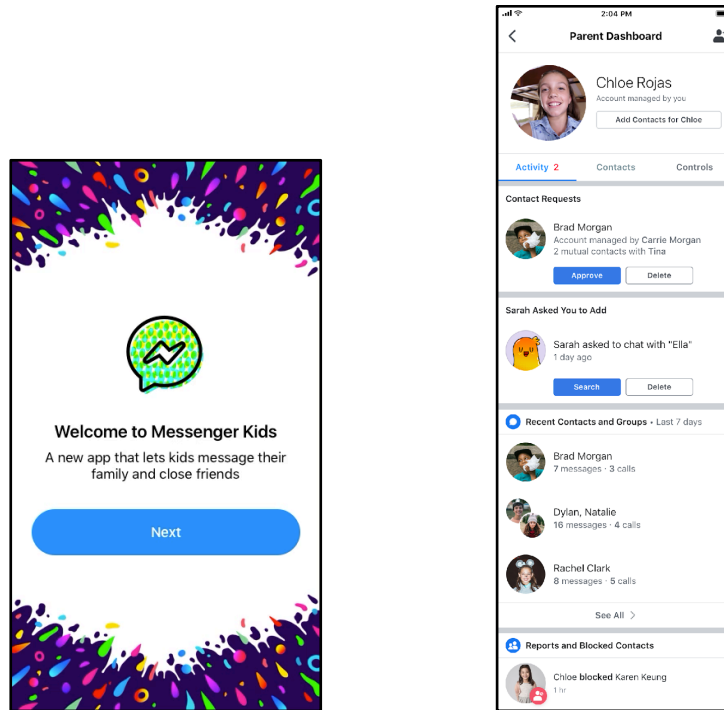 Welcome to Messenger Kids
A new app that lets kids message their
family and close friends
Next
2:04 PM
Parent Dashboard
Chloe Rojas
Account managed by you
Add Contacts for Chloe
Activity 2 Contacts Controls
Contact Requests
Brad Morgan
Account managed by Carrie Morgan
2 mutual contacts with Tina
Approve Delete
Sarah Asked You to Add
Sarah asked to chat with "Ella"
1 day ago
Search Delete
Recent Contacts and Groups • Last 7 days
Brad Morgan
7 messages · 3 calls
Dylan, Natalie
16 messages · 4 calls
Rachel Clark
8 messages · 5 calls
See All >
Reports and Blocked Contacts
Chloe blocked Karen Keung
1 hr